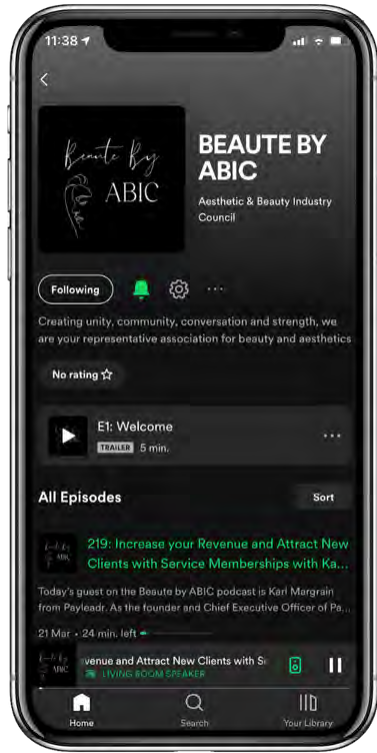 11:38
Beaute By
ABIC
BEAUTE BY
ABIC
Aesthetic & Beauty Industry
Council
Following
Creating unity, community, conversation and strength, we
are your representative association for beauty and aesthetics
No rating
E1: Welcome
TRAILER 5 min.
All Episodes
Sort
219: Increase your Revenue and Attract New
Clients with Service Memberships with Ka...
Today's guest on the Beaute by ABIC podcast is Karl Margrain
from Payleadr. As the founder and Chief Executive Officer of Pa...
21 Mar • 24 min. left
ABIC
venue and Attract New Clients with S
LIVING ROOM SPEAKER
Home
Search
Your Library